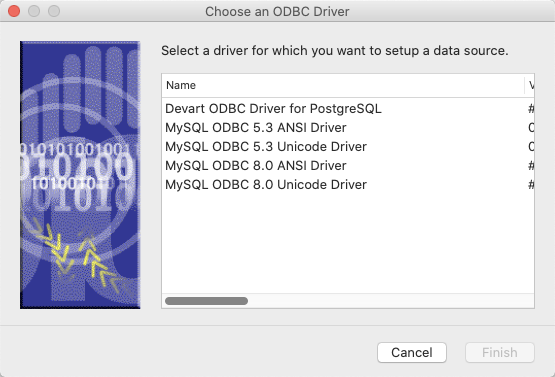 Choose an ODBC Driver
Select a driver for which you want to setup a data source.
Name
Devart ODBC Driver for PostgreSQL #
MySQL ODBC 5.3 ANSI Driver
MySQL ODBC 5.3 Unicode Driver
MySQL ODBC 8.0 ANSI Driver #
MySQL ODBC 8.0 Unicode Driver #
Cancel
Finish